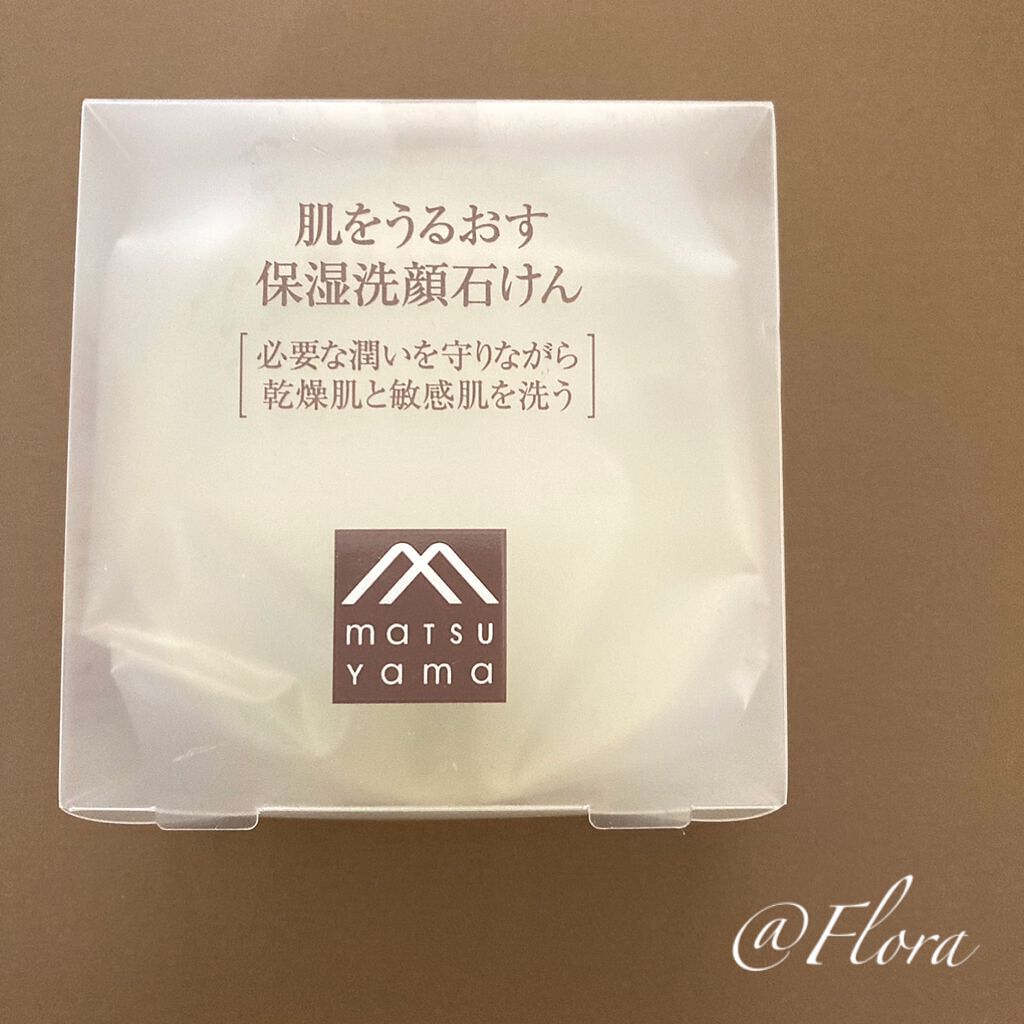 肌をうるおす
保湿洗顔石けん
必要な潤いを守りながら
乾燥肌と敏感肌を洗う
matsu
yama
@Flora